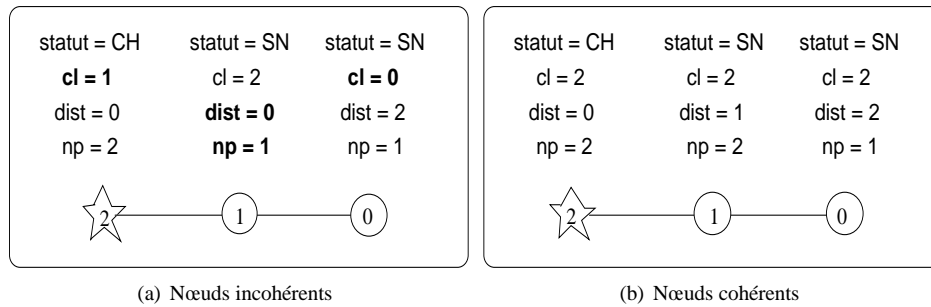 statut = CH statut = SN statut = SN
cl = 1 cl = 2 cl = 0
dist = 0 dist = 0 dist = 2
np = 2 np = 1 np = 1
2 1 0
(a) Nœuds incohérents
statut = CH statut = SN statut = SN
cl = 2 cl = 2 cl = 2
dist = 0 dist = 1 dist = 2
np = 2 np = 2 np = 1
2 1 0
(b) Nœuds cohérents